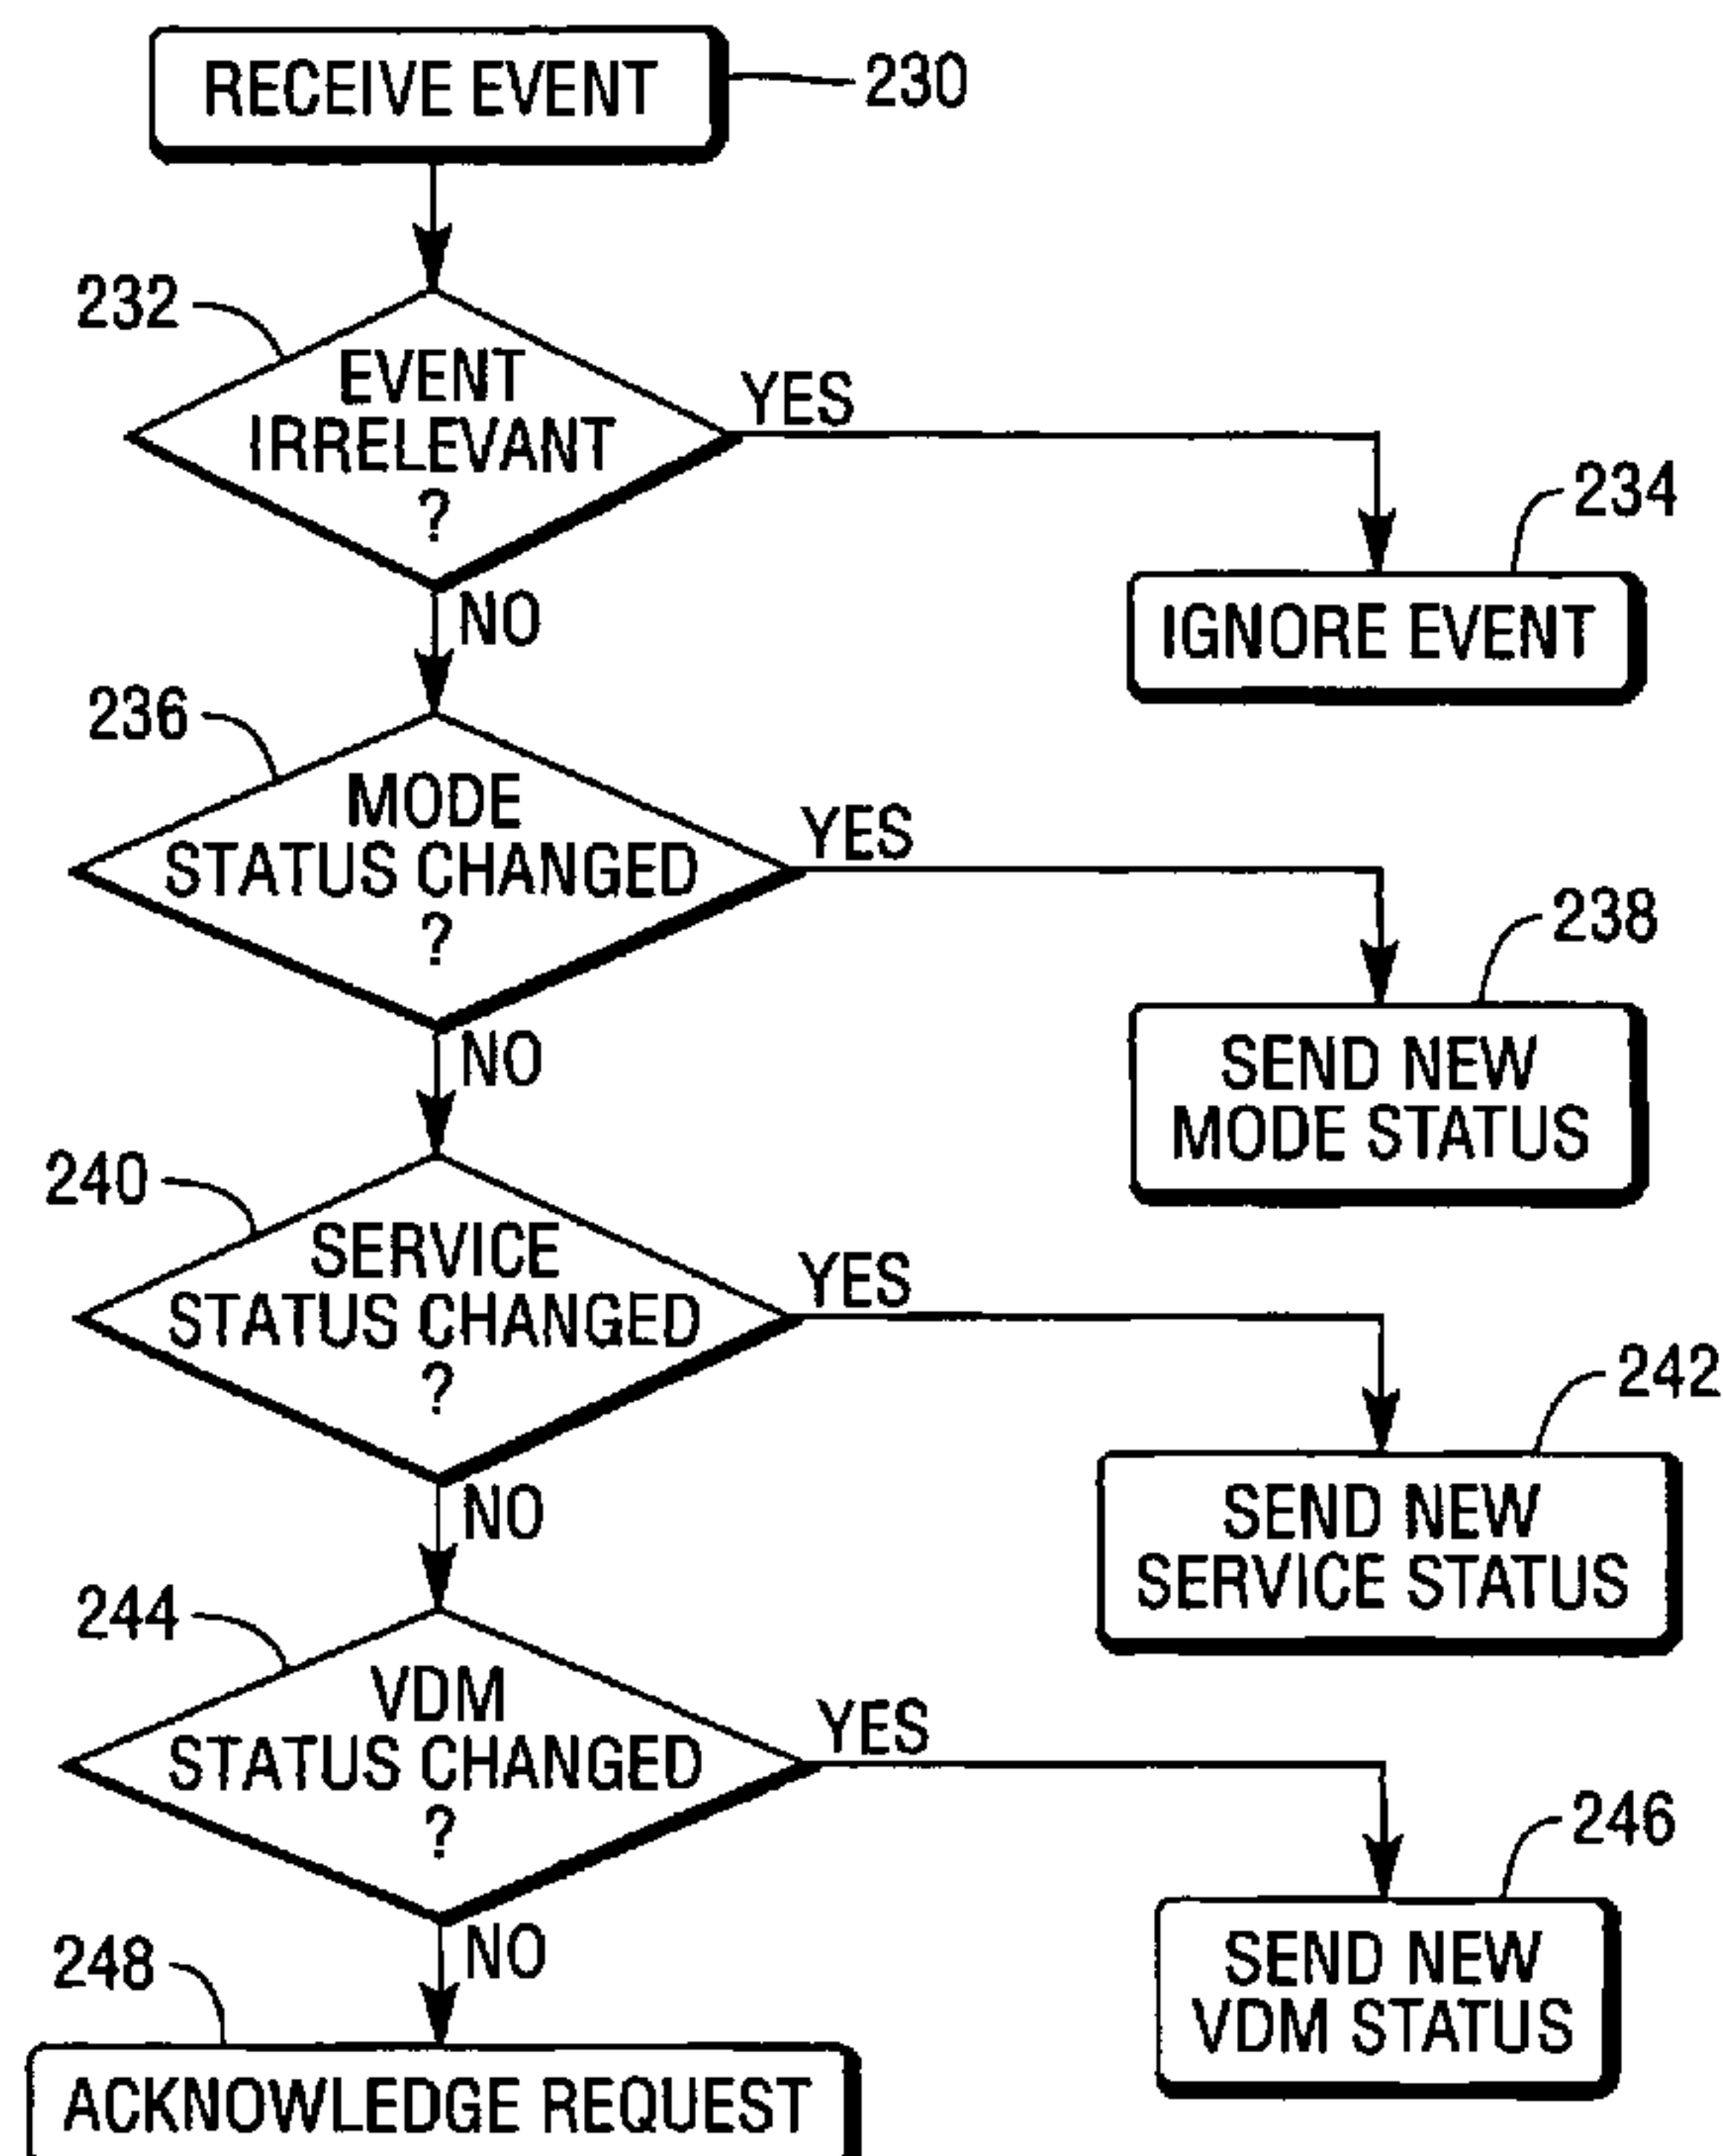 RECEIVE EVENT
230
232
EVENT
IRRELEVANT
?
YES
234
IGNORE EVENT
NO
236
MODE
STATUS CHANGED
?
YES
238
SEND NEW
MODE STATUS
NO
240
SERVICE
STATUS CHANGED
?
YES
242
SEND NEW
SERVICE STATUS
NO
244
VDM
STATUS CHANGED
?
YES
246
SEND NEW
VDM STATUS
NO
248
ACKNOWLEDGE REQUEST